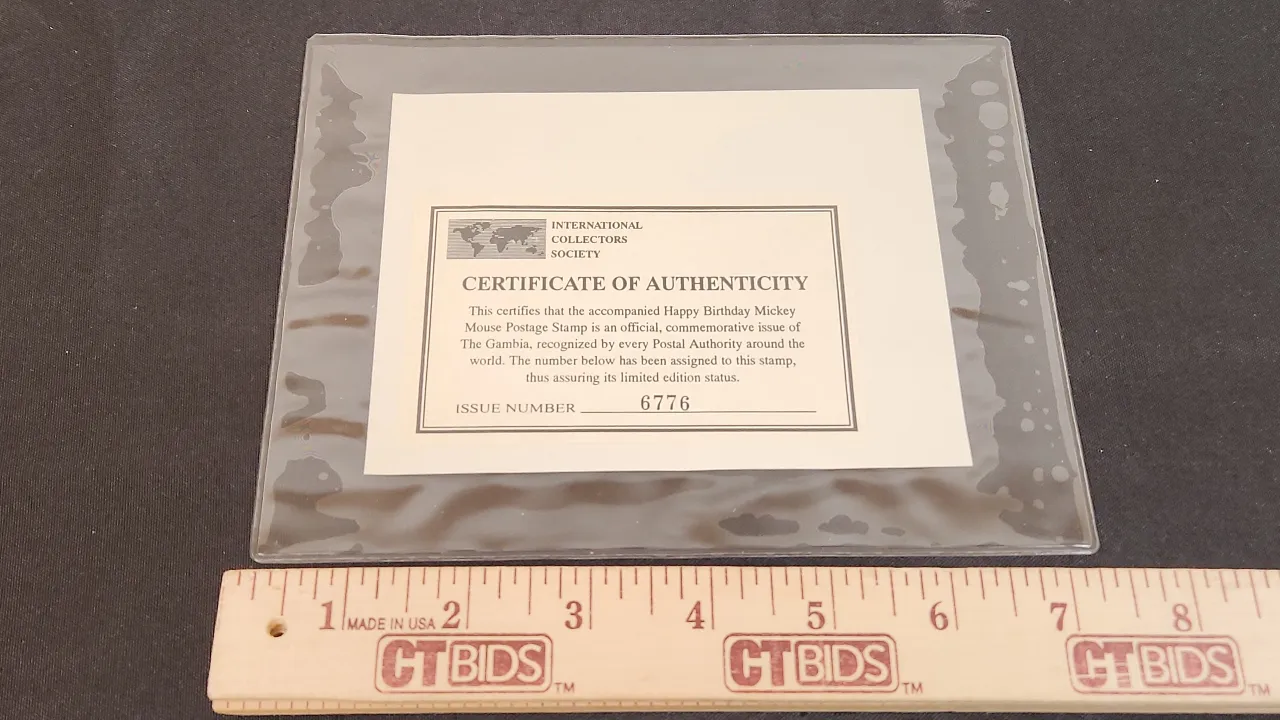 INTERNATIONAL
COLLECTORS
SOCIETY
CERTIFICATE OF AUTHENTICITY
This certifies that the accompanied Happy Birthday Mickey
Mouse Postage Stamp is an official, commemorative issue of
The Gambia, recognized by every Postal Authority around the
world. The number below has been assigned to this stamp,
thus assuring its limited edition status.
ISSUE NUMBER 6776
1 MADE IN USA 2 3 4 5 6 7 8
CTBIDS™ CTBIDS™ CTBIDS™